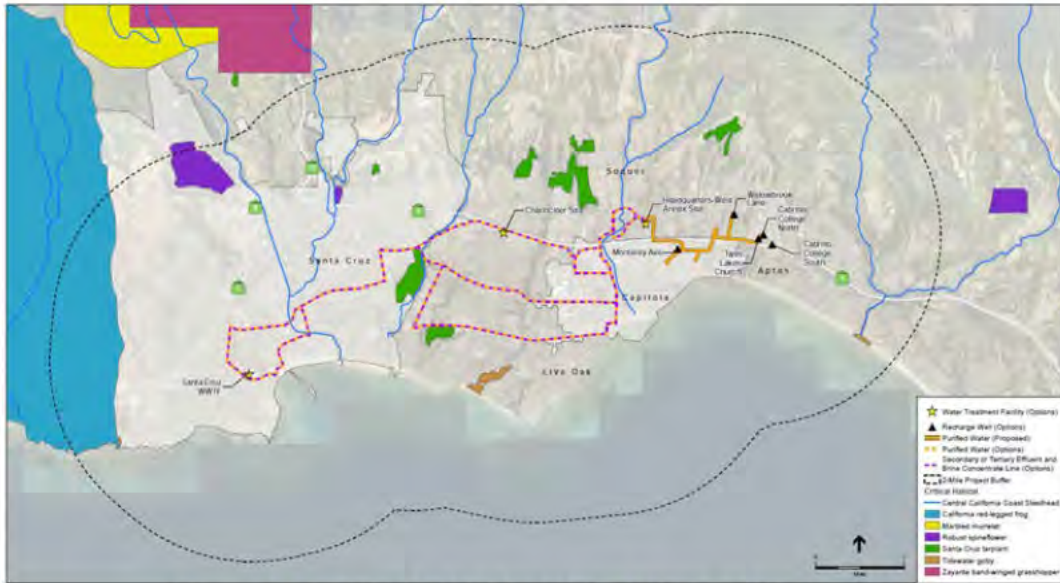 Soquel
Headquarters-West
Annex Site
Willowbrook
Lane
Cabrillo
College
North
Chanticleer Site
Monterey Ave
Twin
Lakes
Church
Cabrillo
College
South
Santa Cruz
Aptos
Capitola
Santa Cruz
WWTF
Live Oak
Water Treatment Facility (Options)
Recharge Well (Options)
Purified Water (Proposed)
Purified Water (Options)
Secondary or Tertiary Effluent and
Brine Concentrate Line (Options)
Project Buffer
Critical Habitat
Central California Coast Steelhead
California red-legged frog
Marbled murrelet
Robust spineflower
Santa Cruz tarplant
Tidewater goby
Zayante band-winged grasshopper